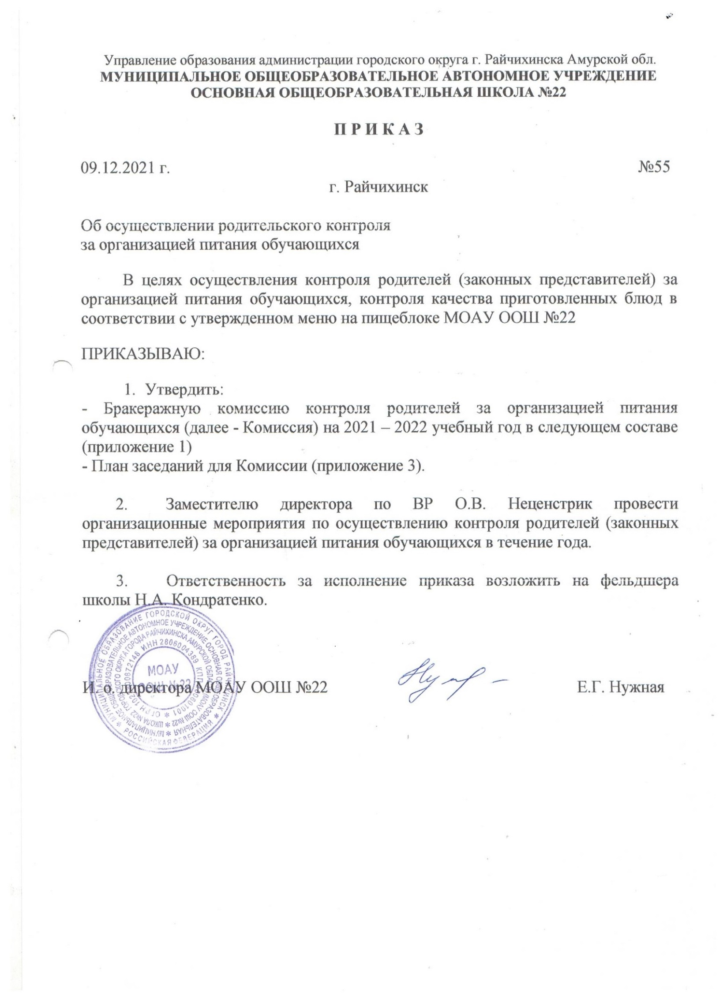 Управление образования администрации городского округа г. Райчихинска Амурской обл.
МУНИЦИПАЛЬНОЕ ОБЩЕОБРАЗОВАТЕЛЬНОЕ АВТОНОМНОЕ УЧРЕЖДЕНИЕ
ОСНОВНАЯ ОБЩЕОБРАЗОВАТЕЛЬНАЯ ШКОЛА №22
П Р И К А З
09.12.2021 г. №55
г. Райчихинск
Об осуществлении родительского контроля
за организацией питания обучающихся
В целях осуществления контроля родителей (законных представителей) за
организацией питания обучающихся, контроля качества приготовленных блюд в
соответствии с утвержденном меню на пищеблоке МОАУ ООШ №22
ПРИКАЗЫВАЮ:
1. Утвердить:
- Бракеражную комиссию контроля родителей за организацией питания
обучающихся (далее - Комиссия) на 2021 – 2022 учебный год в следующем составе
(приложение 1)
- План заседаний для Комиссии (приложение 3).
2. Заместителю директора по ВР О.В. Неценстрик провести
организационные мероприятия по осуществлению контроля родителей (законных
представителей) за организацией питания обучающихся в течение года.
3. Ответственность за исполнение приказа возложить на фельдшера
школы Н.А. Кондратенко.
И. о. директора МОАУ ООШ №22 Е.Г. Нужная
МУНИЦИПАЛЬНОЕ ОБРАЗОВАНИЕ ГОРОДСКОЙ ОКРУГ ГОРОД РАЙЧИХИНСК * РОССИЙСКАЯ ФЕДЕРАЦИЯ *
МУНИЦИПАЛЬНОЕ ОБЩЕОБРАЗОВАТЕЛЬНОЕ АВТОНОМНОЕ УЧРЕЖДЕНИЕ ОСНОВНАЯ ОБЩЕОБРАЗОВАТЕЛЬНАЯ *
ШКОЛА №22 ГОРОДСКОГО ОКРУГА ГОРОДА РАЙЧИХИНСКА АМУРСКОЙ ОБЛАСТИ (МОАУ ООШ №22 *
ОГРН ИНН 2806004389 КПП
МОАУ
ООШ №22